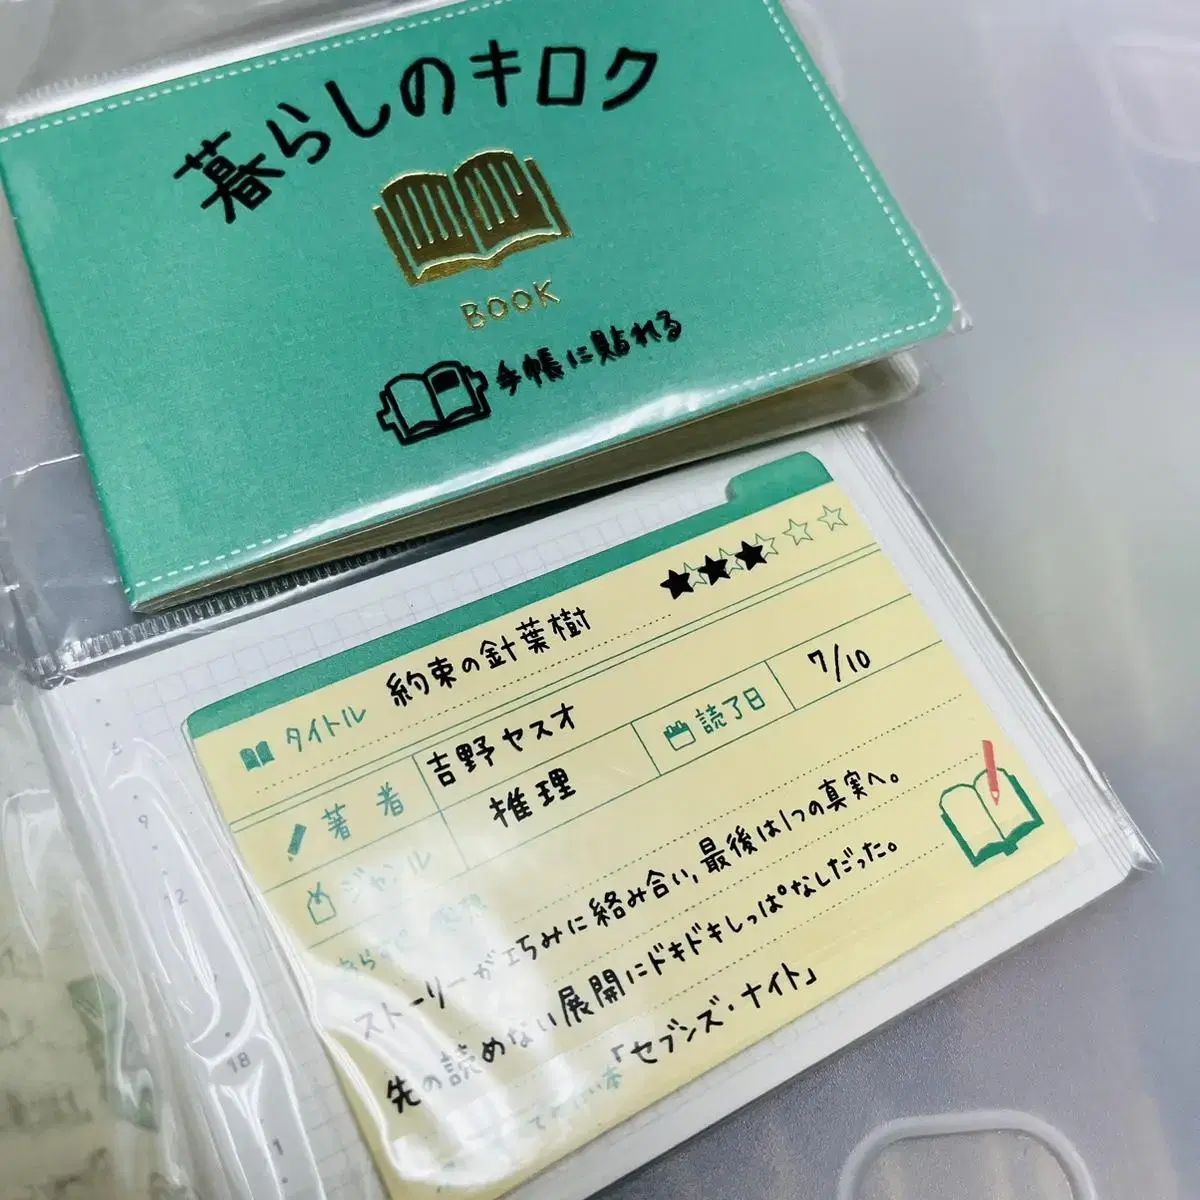 暮らしのキロク
BOOK
手帳に貼れる
タイトル 約束の針葉樹 ★★★☆☆
著者 吉野ヤスオ
ジャンル 推理 読了日 7/10
ストーリーが巧みに絡み合い、最後は1つの真実へ。
先の読めない展開にドキドキしっぱなしだった。
「セブンズ・ナイト」
9
12
18
1